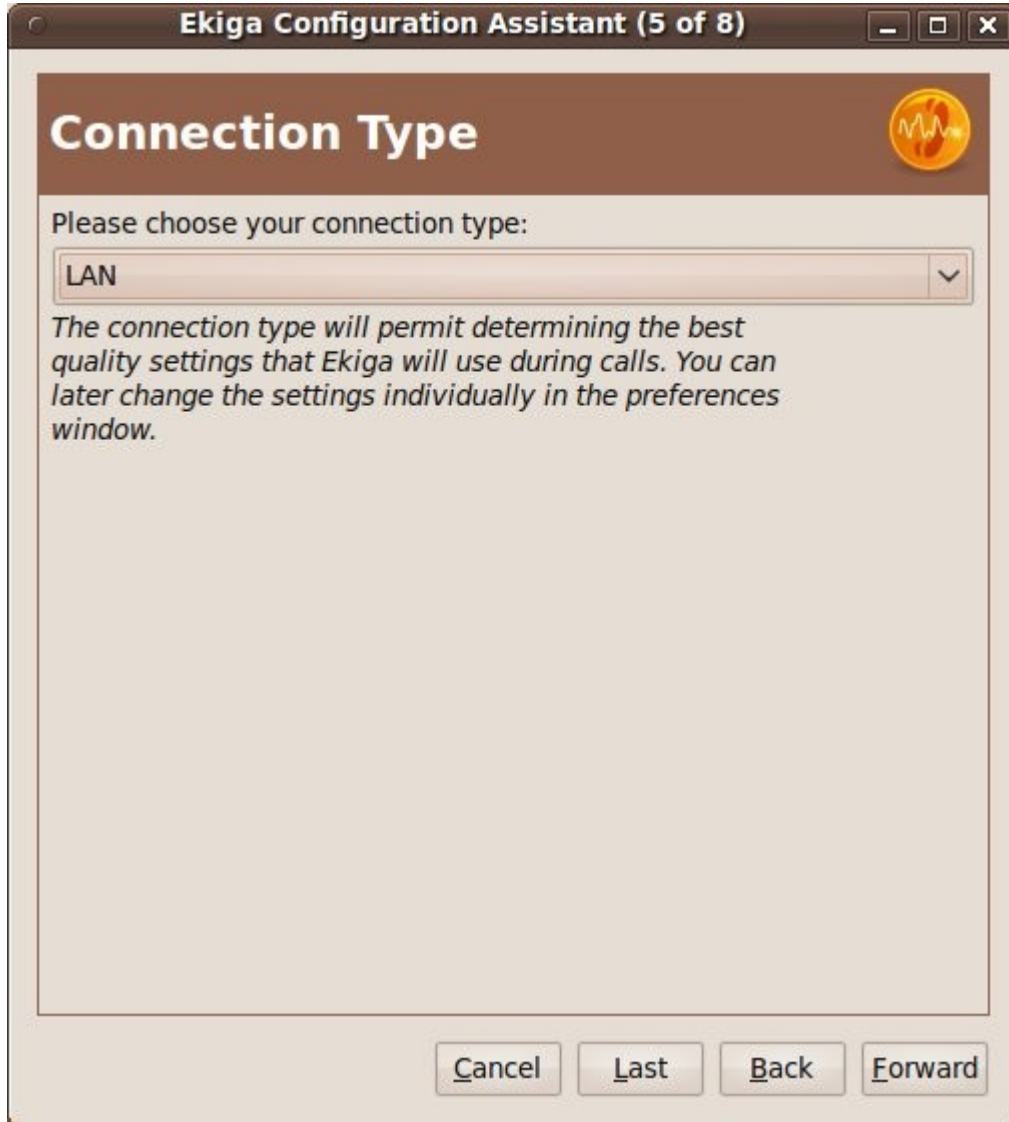 Ekiga Configuration Assistant (5 of 8)
Connection Type
Please choose your connection type:
LAN
The connection type will permit determining the best
quality settings that Ekiga will use during calls. You can
later change the settings individually in the preferences
window.
Cancel Last Back Forward